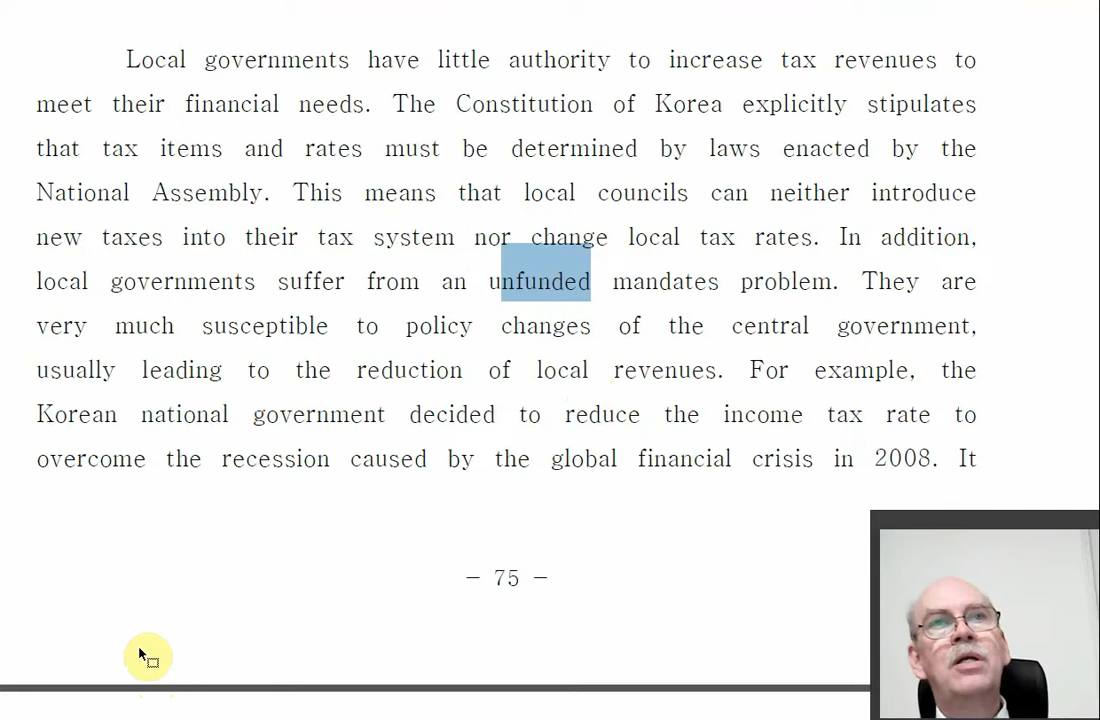 Local governments have little authority to increase tax revenues to
meet their financial needs. The Constitution of Korea explicitly stipulates
that tax items and rates must be determined by laws enacted by the
National Assembly. This means that local councils can neither introduce
new taxes into their tax system nor change local tax rates. In addition,
local governments suffer from an unfunded mandates problem. They are
very much susceptible to policy changes of the central government,
usually leading to the reduction of local revenues. For example, the
Korean national government decided to reduce the income tax rate to
overcome the recession caused by the global financial crisis in 2008. It
– 75 –